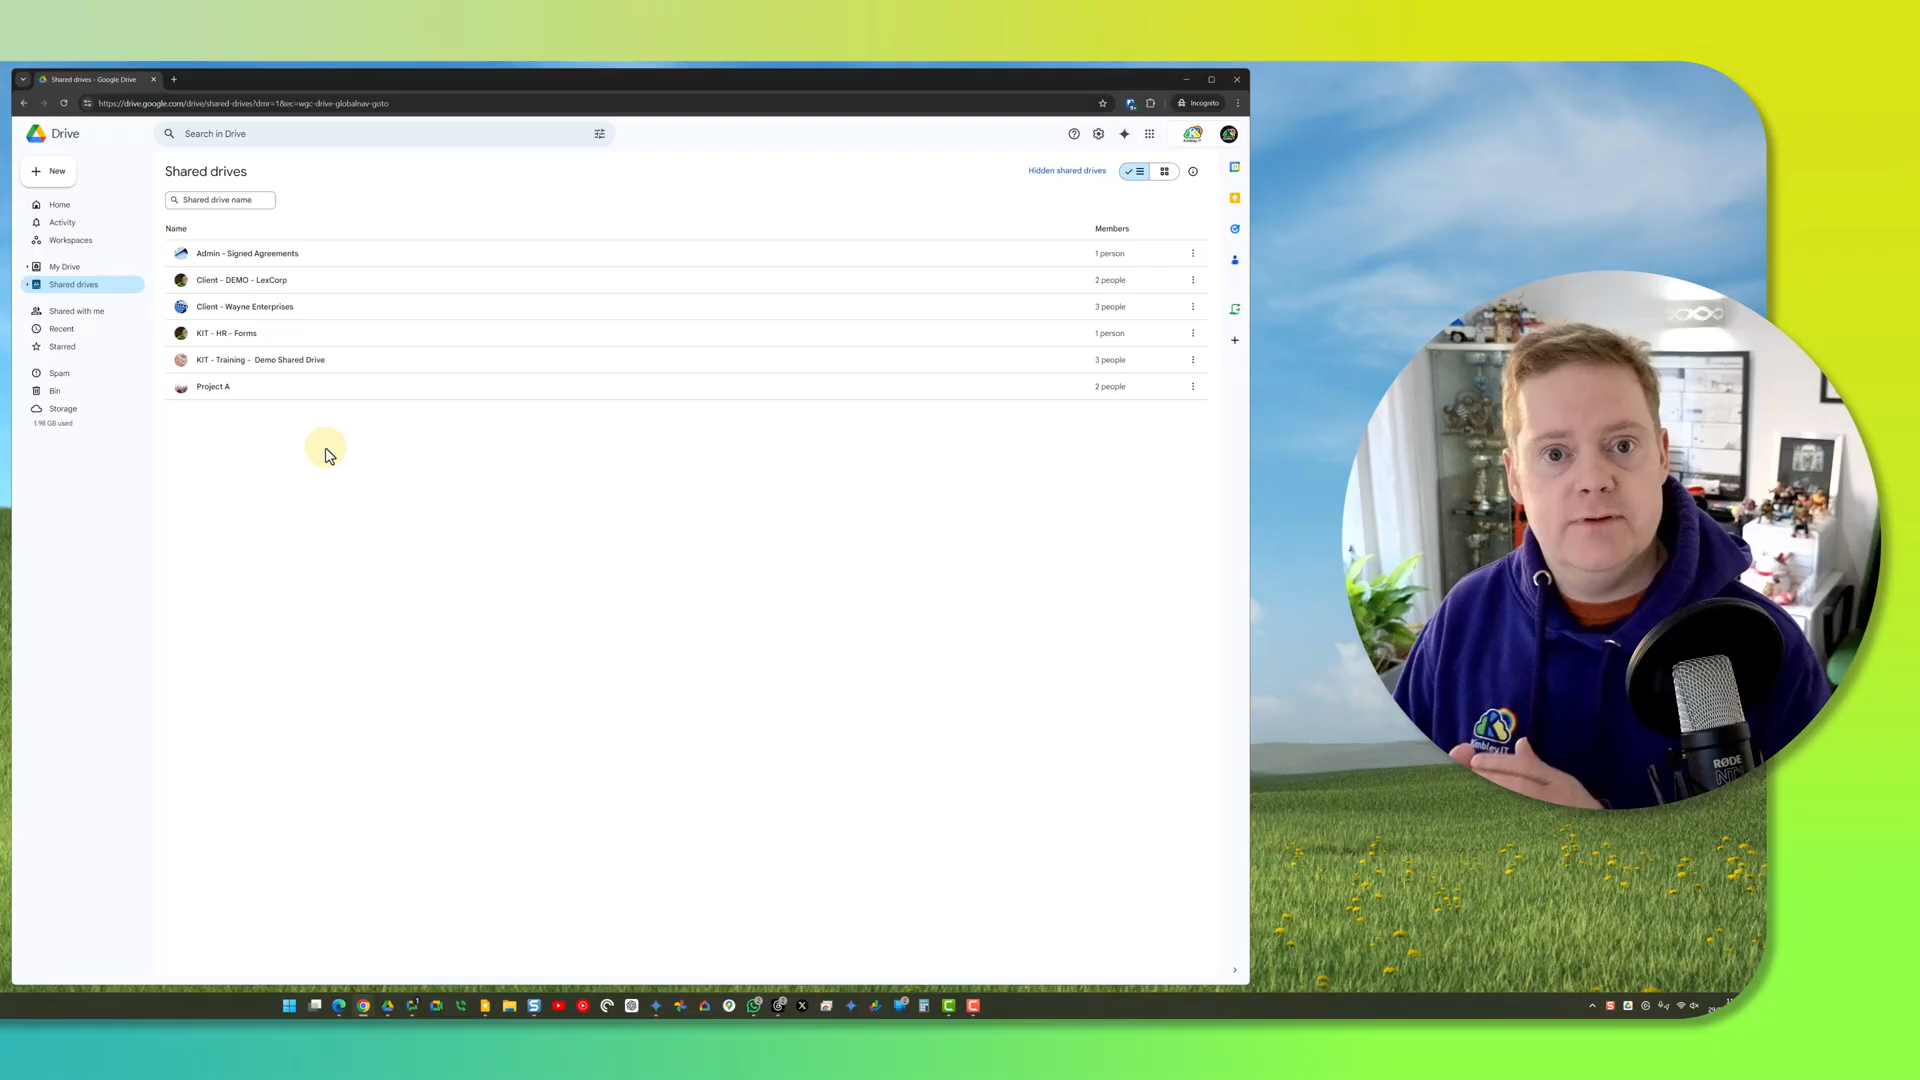 Shared drives - Google Drive
https://drive.google.com/drive/shared-drives?dmr=1&ec=wgc-drive-globalnav-goto
Incognito
Drive
Search in Drive
New
Shared drives
Hidden shared drives
Shared drive name
Home
Activity
Workspaces
My Drive
Shared drives
Shared with me
Recent
Starred
Spam
Bin
Storage
1.98 GB used
Name
Members
Admin - Signed Agreements
1 person
Client - DEMO - LexCorp
2 people
Client - Wayne Enterprises
3 people
KIT - HR - Forms
1 person
KIT - Training - Demo Shared Drive
3 people
Project A
2 people
Kimbley IT
RØDE
NT1